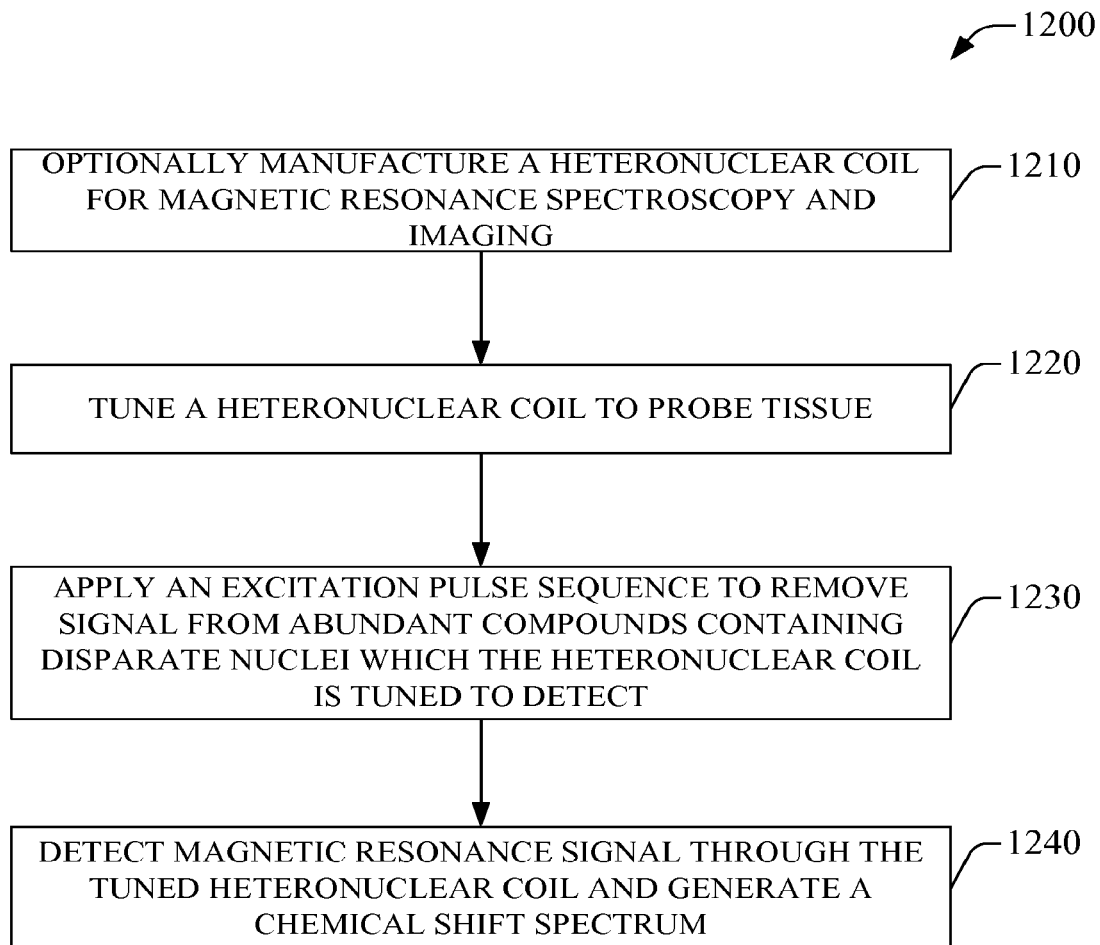 1200
OPTIONALLY MANUFACTURE A HETERONUCLEAR COIL
FOR MAGNETIC RESONANCE SPECTROSCOPY AND
IMAGING
1210
TUNE A HETERONUCLEAR COIL TO PROBE TISSUE
1220
APPLY AN EXCITATION PULSE SEQUENCE TO REMOVE
SIGNAL FROM ABUNDANT COMPOUNDS CONTAINING
DISPARATE NUCLEI WHICH THE HETERONUCLEAR COIL
IS TUNED TO DETECT
1230
DETECT MAGNETIC RESONANCE SIGNAL THROUGH THE
TUNED HETERONUCLEAR COIL AND GENERATE A
CHEMICAL SHIFT SPECTRUM
1240